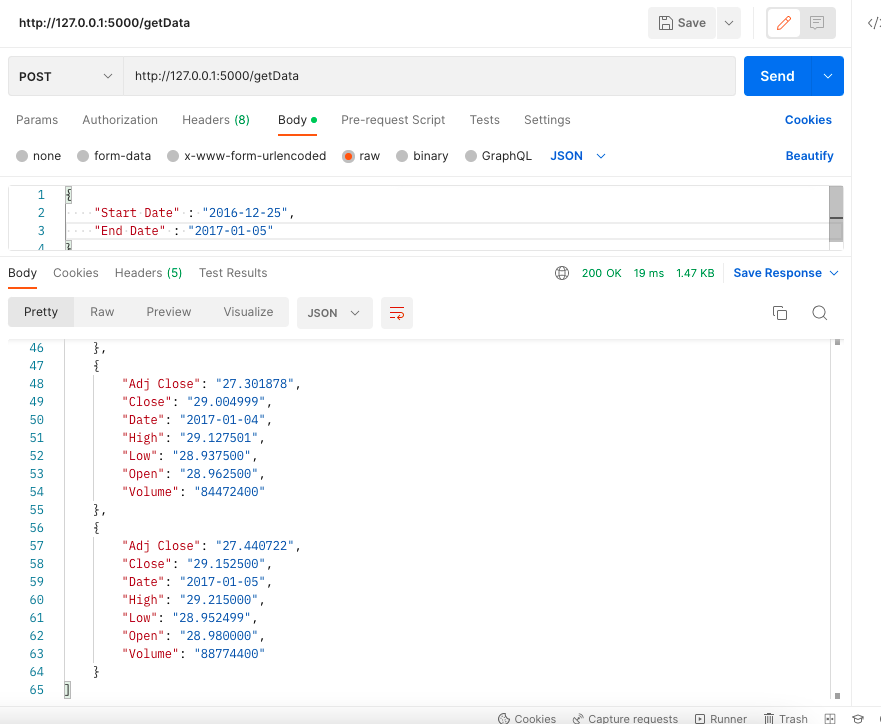 http://127.0.0.1:5000/getData
Save
POST
http://127.0.0.1:5000/getData
Send
Params Authorization Headers (8) Body Pre-request Script Tests Settings Cookies
none form-data x-www-form-urlencoded raw binary GraphQL JSON Beautify
1 {
2 "Start Date" : "2016-12-25",
3 "End Date" : "2017-01-05"
4 }
Body Cookies Headers (5) Test Results 200 OK 19 ms 1.47 KB Save Response
Pretty Raw Preview Visualize JSON
46 },
47 {
48 "Adj Close": "27.301878",
49 "Close": "29.004999",
50 "Date": "2017-01-04",
51 "High": "29.127501",
52 "Low": "28.937500",
53 "Open": "28.962500",
54 "Volume": "84472400"
55 },
56 {
57 "Adj Close": "27.440722",
58 "Close": "29.152500",
59 "Date": "2017-01-05",
60 "High": "29.215000",
61 "Low": "28.952499",
62 "Open": "28.980000",
63 "Volume": "88774400"
64 }
65 ]
Cookies Capture requests Runner Trash